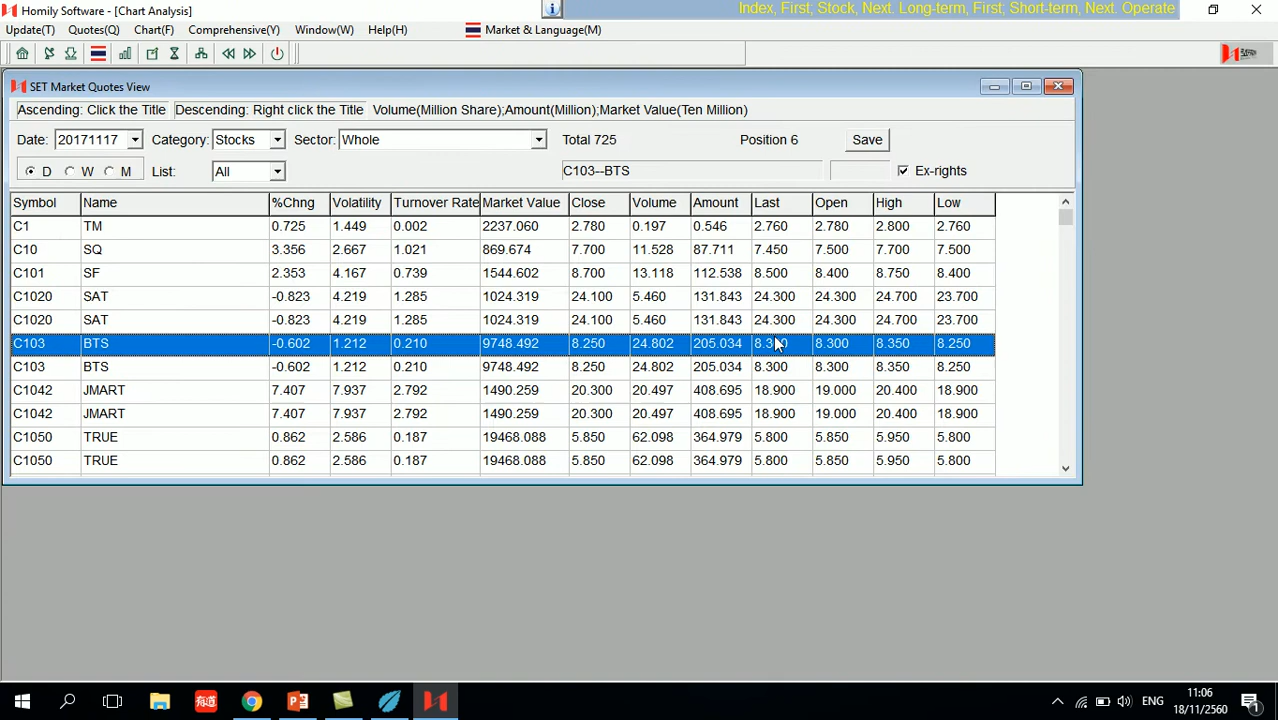 Homily Software - [Chart Analysis]
Index, First; Stock, Next. Long-term, First; Short-term, Next. Operate
Update(T) Quotes(Q) Chart(F) Comprehensive(Y) Window(W) Help(H) Market & Language(M)
SET Market Quotes View
Ascending: Click the Title Descending: Right click the Title Volume(Million Share);Amount(Million);Market Value(Ten Million)
Date: 20171117 Category: Stocks Sector: Whole Total 725 Position 6 Save
D W M List: All C103--BTS Ex-rights
Symbol Name %Chng Volatility Turnover Rate Market Value Close Volume Amount Last Open High Low
C1 TM 0.725 1.449 0.002 2237.060 2.780 0.197 0.546 2.760 2.780 2.800 2.760
C10 SQ 3.356 2.667 1.021 869.674 7.700 11.528 87.711 7.450 7.500 7.700 7.500
C101 SF 2.353 4.167 0.739 1544.602 8.700 13.118 112.538 8.500 8.400 8.750 8.400
C1020 SAT -0.823 4.219 1.285 1024.319 24.100 5.460 131.843 24.300 24.300 24.700 23.700
C1020 SAT -0.823 4.219 1.285 1024.319 24.100 5.460 131.843 24.300 24.300 24.700 23.700
C103 BTS -0.602 1.212 0.210 9748.492 8.250 24.802 205.034 8.300 8.300 8.350 8.250
C103 BTS -0.602 1.212 0.210 9748.492 8.250 24.802 205.034 8.300 8.300 8.350 8.250
C1042 JMART 7.407 7.937 2.792 1490.259 20.300 20.497 408.695 18.900 19.000 20.400 18.900
C1042 JMART 7.407 7.937 2.792 1490.259 20.300 20.497 408.695 18.900 19.000 20.400 18.900
C1050 TRUE 0.862 2.586 0.187 19468.088 5.850 62.098 364.979 5.800 5.850 5.950 5.800
C1050 TRUE 0.862 2.586 0.187 19468.088 5.850 62.098 364.979 5.800 5.850 5.950 5.800
有道
ENG
11:06
18/11/2560
1